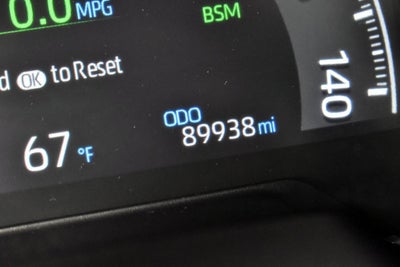 0.0 MPG
BSM
OK to Reset
140
ODO
89938 mi
67 °F